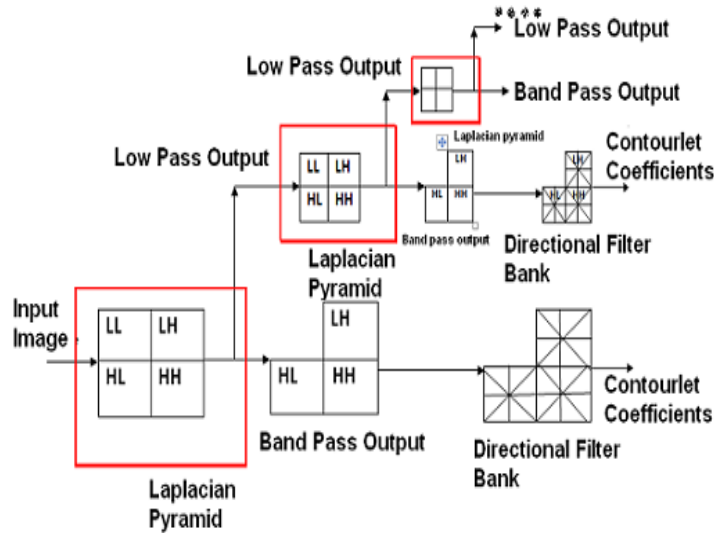 Low Pass Output
Low Pass Output
Band Pass Output
Laplacian pyramid
Contourlet
Coefficients
Low Pass Output
LL LH
HL HH
LH
HL HH
LH
HL HH
Band pass output
Directional Filter
Bank
Laplacian
Pyramid
Input
Image
LL LH
HL HH
LH
HL HH
Contourlet
Coefficients
Band Pass Output
Directional Filter
Bank
Laplacian
Pyramid